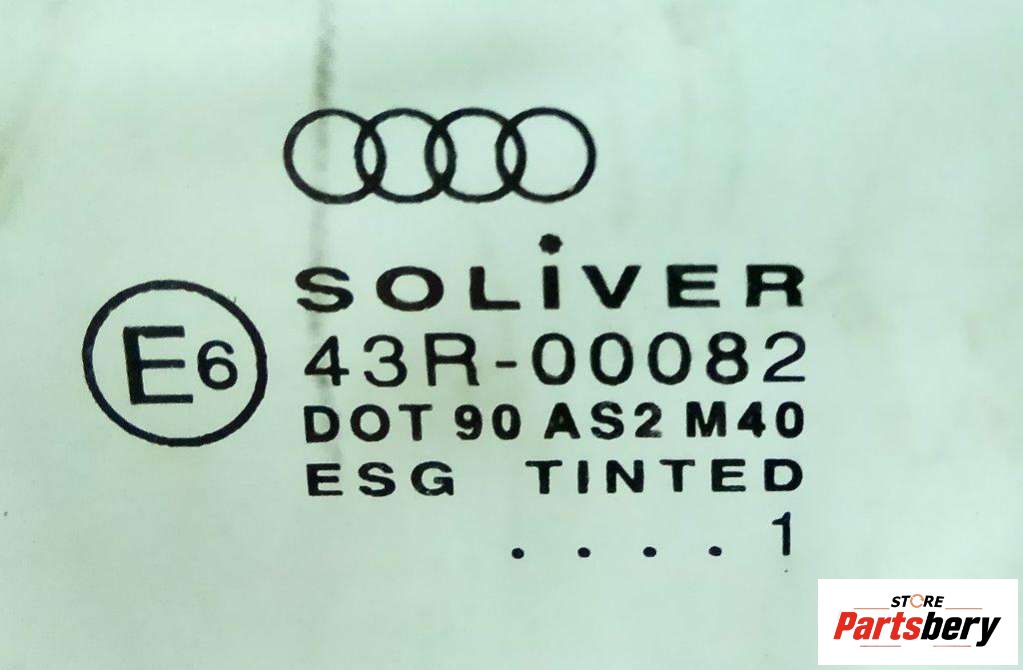 SOLiVER
E6
43R-00082
DOT 90 AS2 M40
ESG TINTED
. . . . 1
STORE
Partsbery